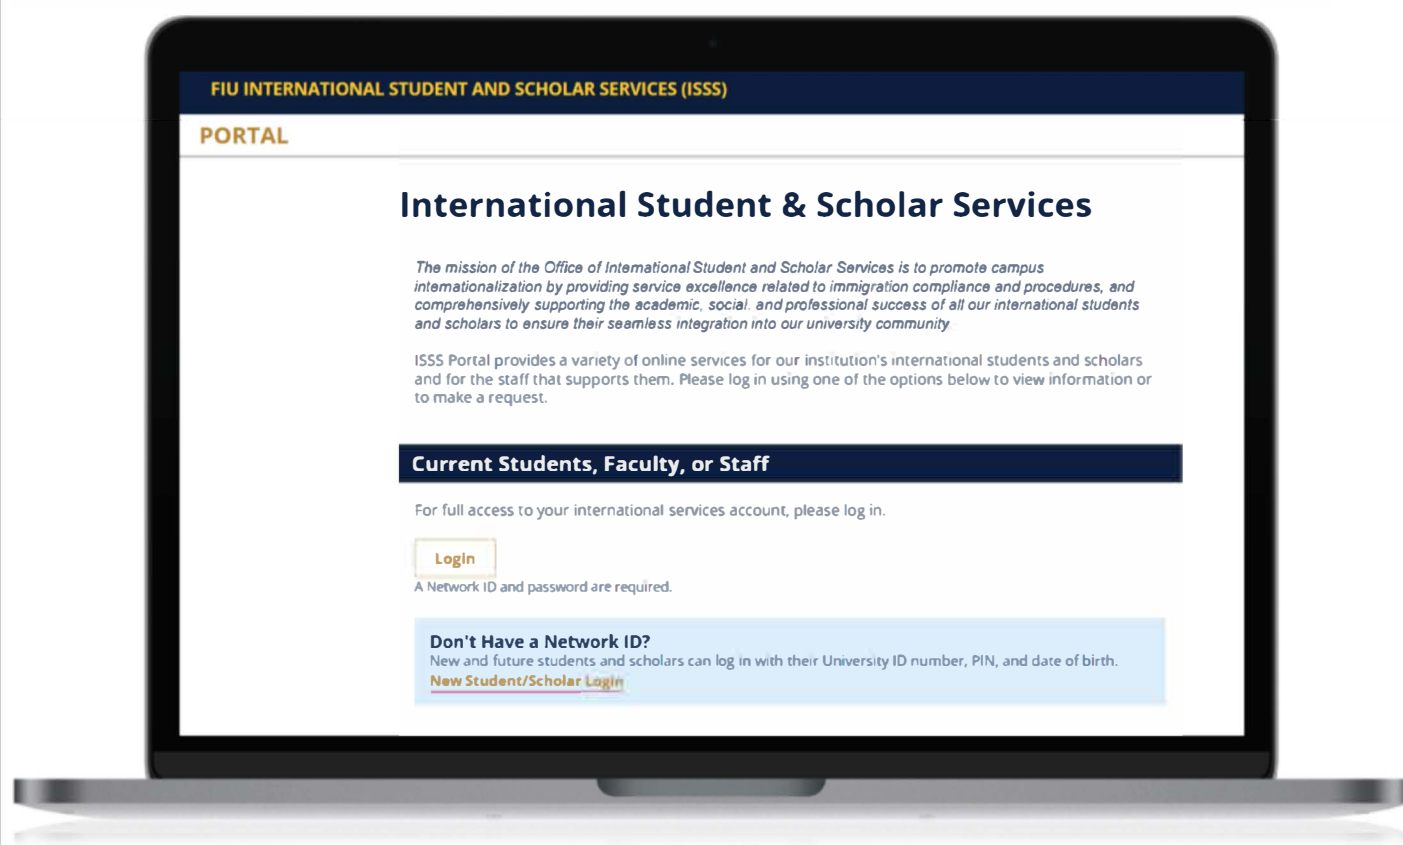 FIU INTERNATIONAL STUDENT AND SCHOLAR SERVICES (ISSS)
PORTAL
International Student & Scholar Services
The mission of the Office of International Student and Scholar Services is to promote campus
internationalization by providing service excellence related to immigration compliance and procedures, and
comprehensively supporting the academic, social. and professional success of all our international students
and scholars to ensure their seamless integration into our university community
ISSS Portal provides a variety of online services for our institution's international students and scholars
and for the staff that supports them. Please log in using one of the options below to view information or
to make a request.
Current Students, Faculty, or Staff
For full access to your international services account, please log in.
Login
A Network ID and password are required.
Don't Have a Network ID?
New and future students and scholars can log in with their University ID number, PIN, and date of birth.
New Student/Scholar Login